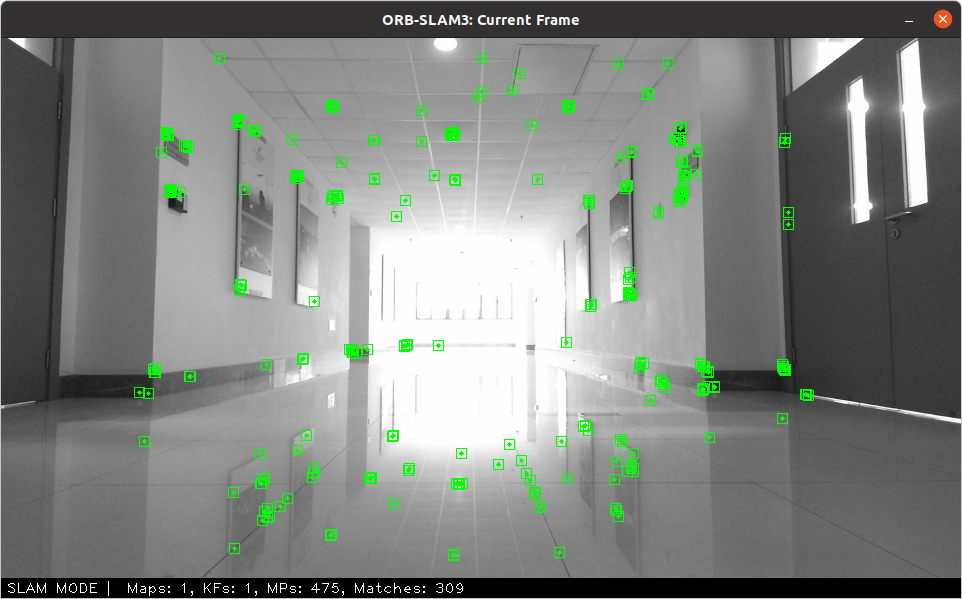 ORB-SLAM3: Current Frame
SLAM MODE | Maps: 1, KFs: 1, MPs: 475, Matches: 309